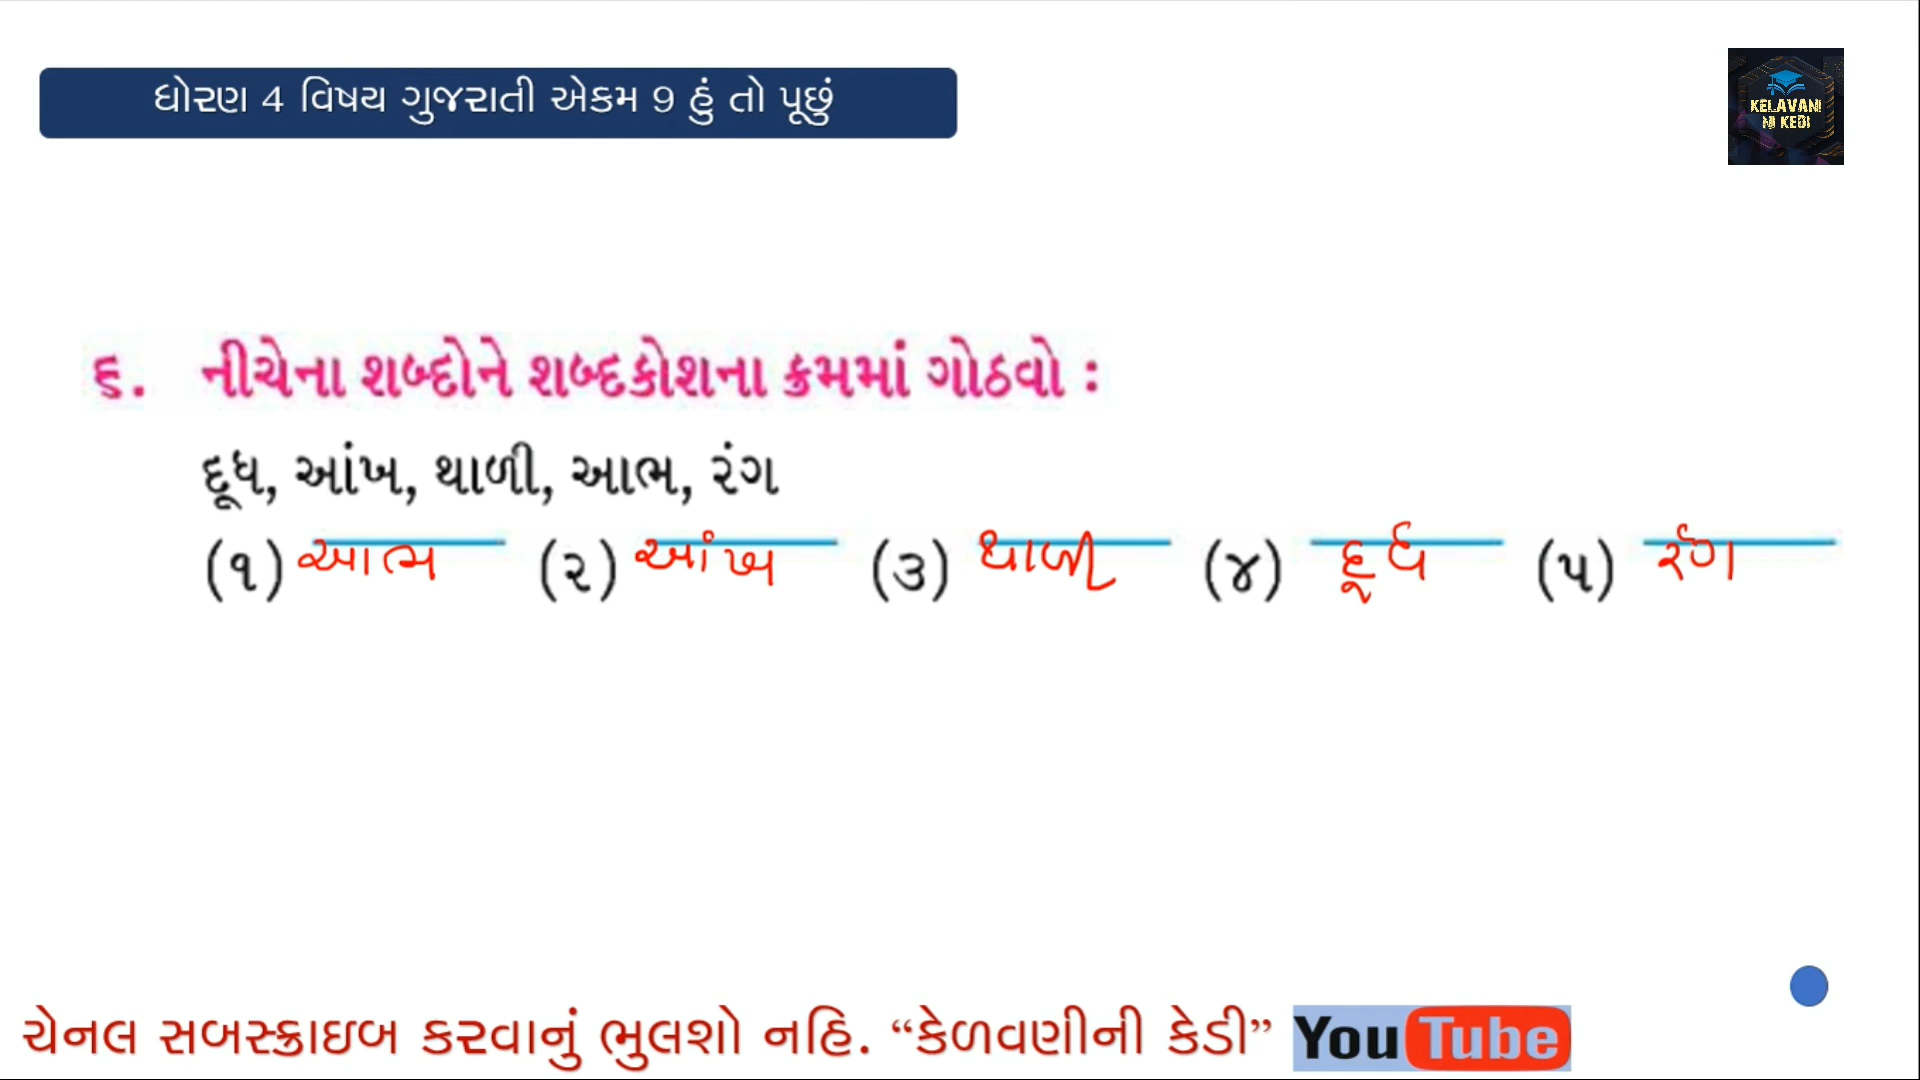 ધોરણ 4 વિષય ગુજરાતી એકમ 9 હું તો પૂછું
KELAVANI
NI KEDI
૬. નીચેના શબ્દોને શબ્દકોશના ક્રમમાં ગોઠવો :
દૂધ, આંખ, થાળી, આભ, રંગ
(૧) આભ (૨) આંખ (૩) થાળી (૪) દૂધ (૫) રંગ
ચેનલ સબસ્ક્રાઇબ કરવાનું ભુલશો નહિ. “કેળવણીની કેડી” YouTube